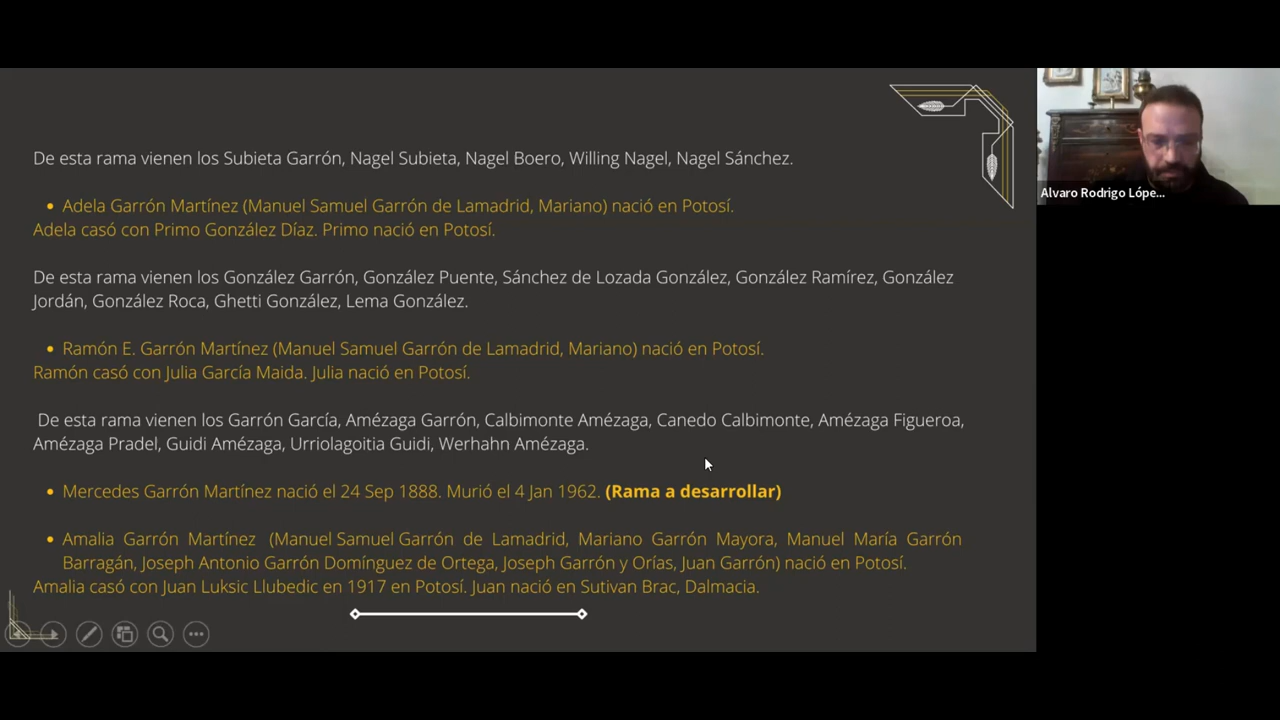 De esta rama vienen los Subieta Garrón, Nagel Subieta, Nagel Boero, Willing Nagel, Nagel Sánchez.
• Adela Garrón Martínez (Manuel Samuel Garrón de Lamadrid, Mariano) nació en Potosí.
Adela casó con Primo González Díaz. Primo nació en Potosí.
De esta rama vienen los González Garrón, González Puente, Sánchez de Lozada González, González Ramírez, González
Jordán, González Roca, Ghetti González, Lema González.
• Ramón E. Garrón Martínez (Manuel Samuel Garrón de Lamadrid, Mariano) nació en Potosí.
Ramón casó con Julia García Maida. Julia nació en Potosí.
De esta rama vienen los Garrón García, Amézaga Garrón, Calbimonte Amézaga, Canedo Calbimonte, Amézaga Figueroa,
Amézaga Pradel, Guidi Amézaga, Urriolagoitia Guidi, Werhahn Amézaga.
• Mercedes Garrón Martínez nació el 24 Sep 1888. Murió el 4 Jan 1962. (Rama a desarrollar)
• Amalia Garrón Martínez (Manuel Samuel Garrón de Lamadrid, Mariano Garrón Mayora, Manuel María Garrón
Barragán, Joseph Antonio Garrón Domínguez de Ortega, Joseph Garrón y Orías, Juan Garrón) nació en Potosí.
Amalia casó con Juan Luksic Llubedic en 1917 en Potosí. Juan nació en Sutivan Brac, Dalmacia.
Alvaro Rodrigo Lópe...